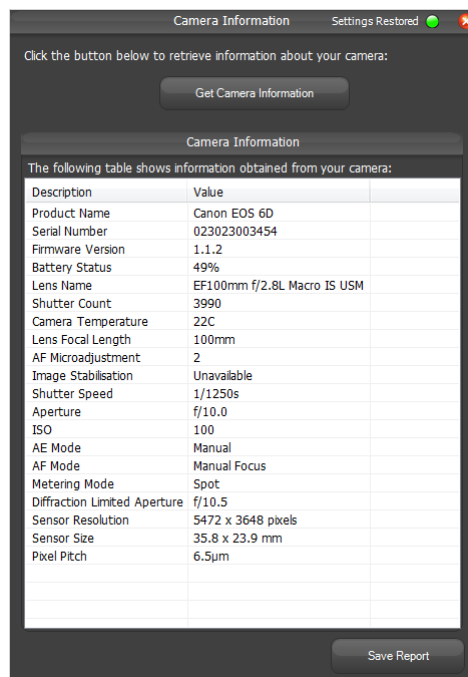 Camera Information Settings Restored
Click the button below to retrieve information about your camera:
Get Camera Information
Camera Information
The following table shows information obtained from your camera:
Description Value
Product Name Canon EOS 6D
Serial Number 023023003454
Firmware Version 1.1.2
Battery Status 49%
Lens Name EF100mm f/2.8L Macro IS USM
Shutter Count 3990
Camera Temperature 22C
Lens Focal Length 100mm
AF Microadjustment 2
Image Stabilisation Unavailable
Shutter Speed 1/1250s
Aperture f/10.0
ISO 100
AE Mode Manual
AF Mode Manual Focus
Metering Mode Spot
Diffraction Limited Aperture f/10.5
Sensor Resolution 5472 x 3648 pixels
Sensor Size 35.8 x 23.9 mm
Pixel Pitch 6.5µm
Save Report